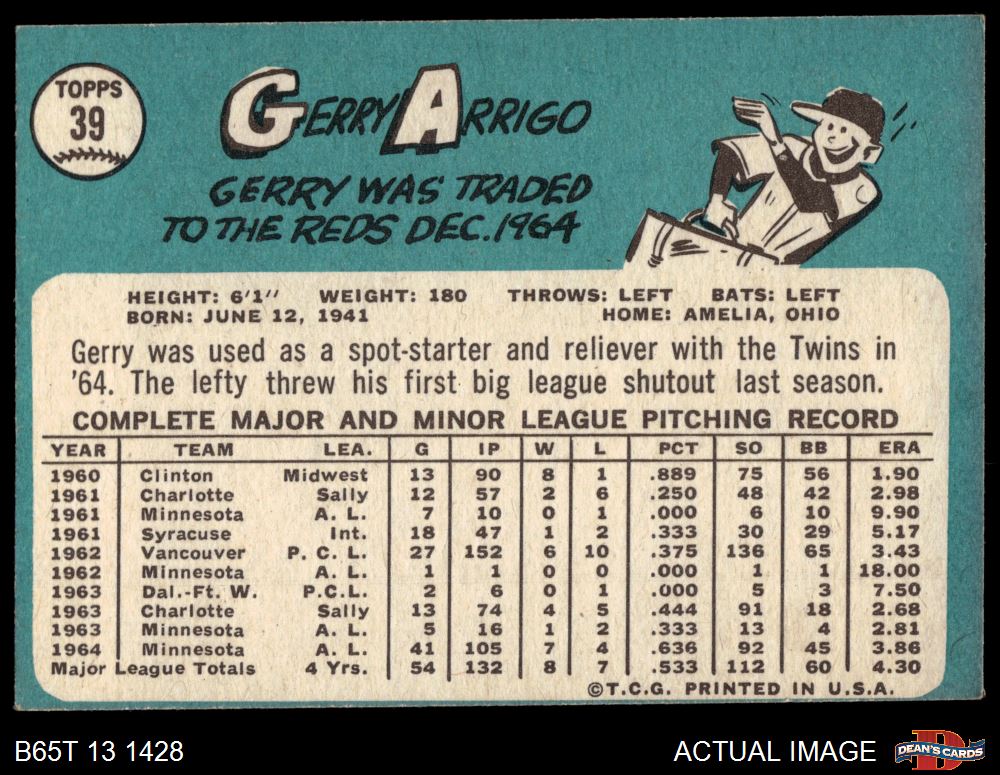 TOPPS
39
GERRY ARRIGO
GERRY WAS TRADED
TO THE REDS DEC. 1964
HEIGHT: 6'1" WEIGHT: 180 THROWS: LEFT BATS: LEFT
BORN: JUNE 12, 1941 HOME: AMELIA, OHIO
Gerry was used as a spot-starter and reliever with the Twins in
'64. The lefty threw his first big league shutout last season.
COMPLETE MAJOR AND MINOR LEAGUE PITCHING RECORD
YEAR TEAM LEA. G IP W L PCT SO BB ERA
1960 Clinton Midwest 13 90 8 1 .889 75 56 1.90
1961 Charlotte Sally 12 57 2 6 .250 48 42 2.98
1961 Minnesota A. L. 7 10 0 1 .000 6 10 9.90
1961 Syracuse Int. 18 47 1 2 .333 30 29 5.17
1962 Vancouver P. C. L. 27 152 6 10 .375 136 65 3.43
1962 Minnesota A. L. 1 1 0 0 .000 1 1 18.00
1963 Dal.-Ft. W. P.C.L. 2 6 0 1 .000 5 3 7.50
1963 Charlotte Sally 13 74 4 5 .444 91 18 2.68
1963 Minnesota A. L. 5 16 1 2 .333 13 4 2.81
1964 Minnesota A. L. 41 105 7 4 .636 92 45 3.86
Major League Totals 4 Yrs. 54 132 8 7 .533 112 60 4.30
©T.C.G. PRINTED IN U.S.A.
B65T 13 1428 ACTUAL IMAGE DEAN'S CARDS